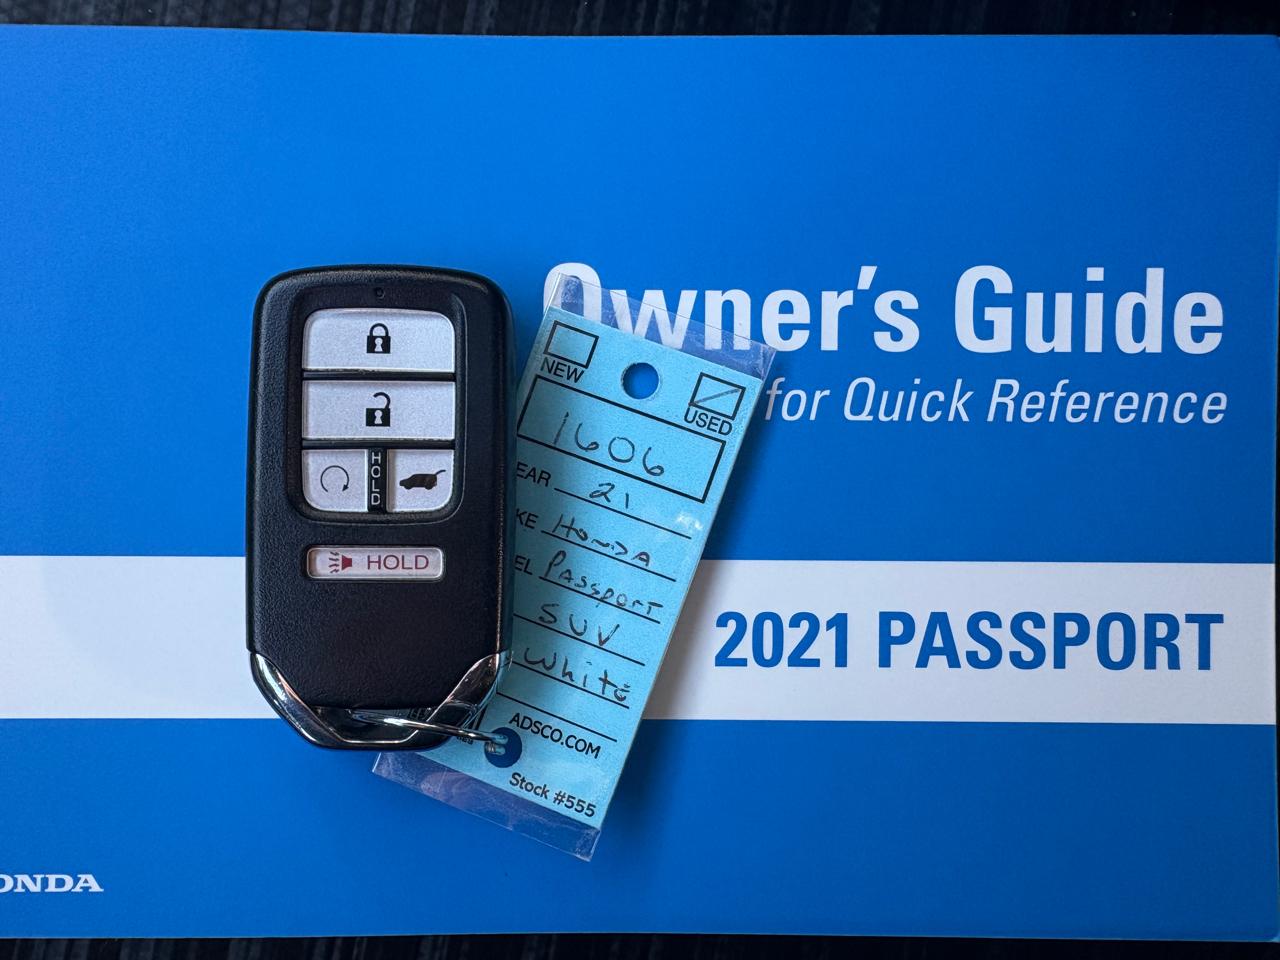 Owner's Guide
for Quick Reference
2021 PASSPORT
ONDA
HOLD
HOLD
NEW
USED
1606
EAR 21
KE Honda
EL Passport
SUV
White
ADSCO.COM
Stock #555